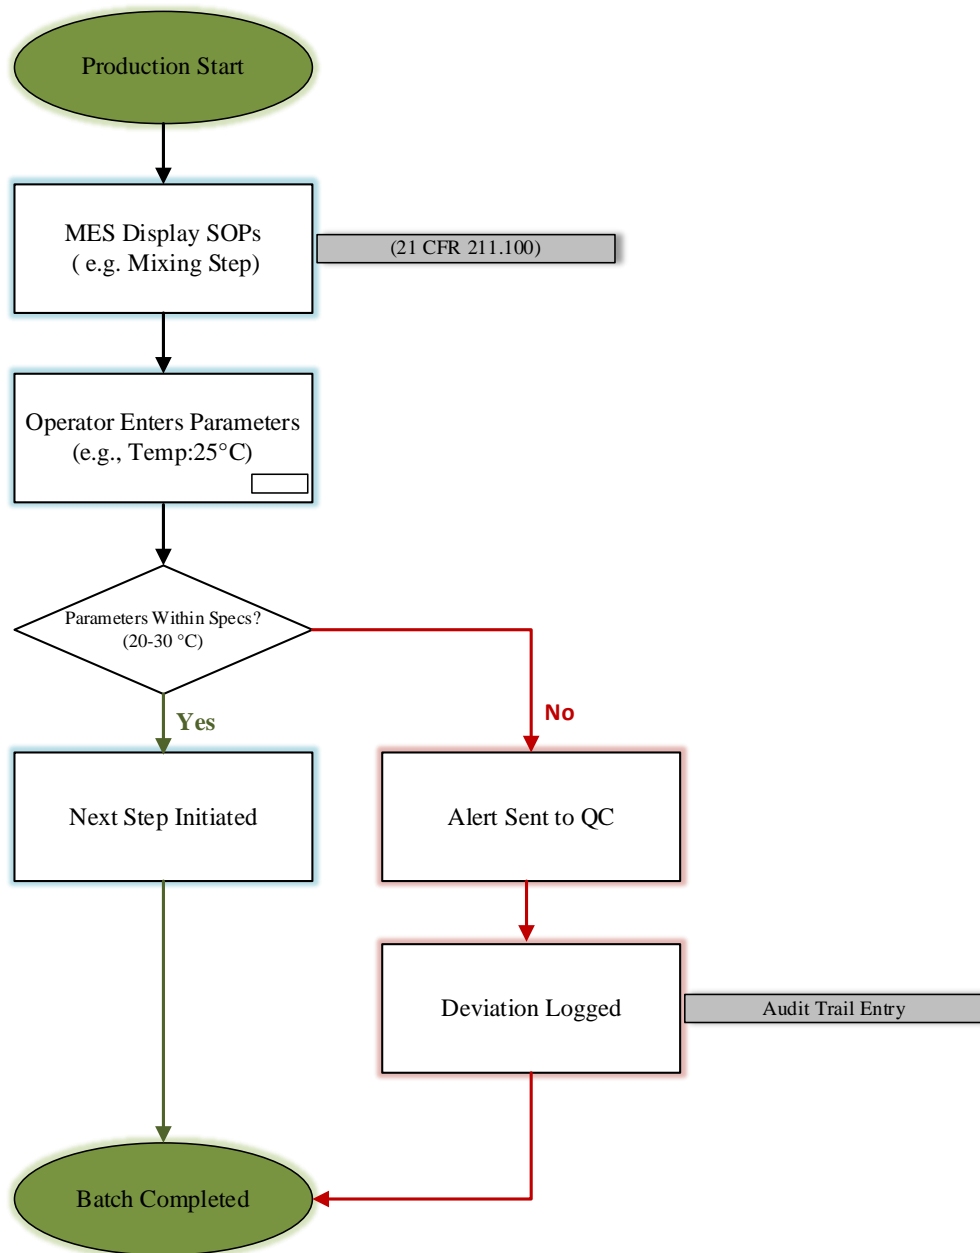 Production Start
MES Display SOPs
( e.g. Mixing Step)
(21 CFR 211.100)
Operator Enters Parameters
(e.g., Temp:25°C)
Parameters Within Specs?
(20-30 °C)
Yes
No
Next Step Initiated
Alert Sent to QC
Deviation Logged
Audit Trail Entry
Batch Completed